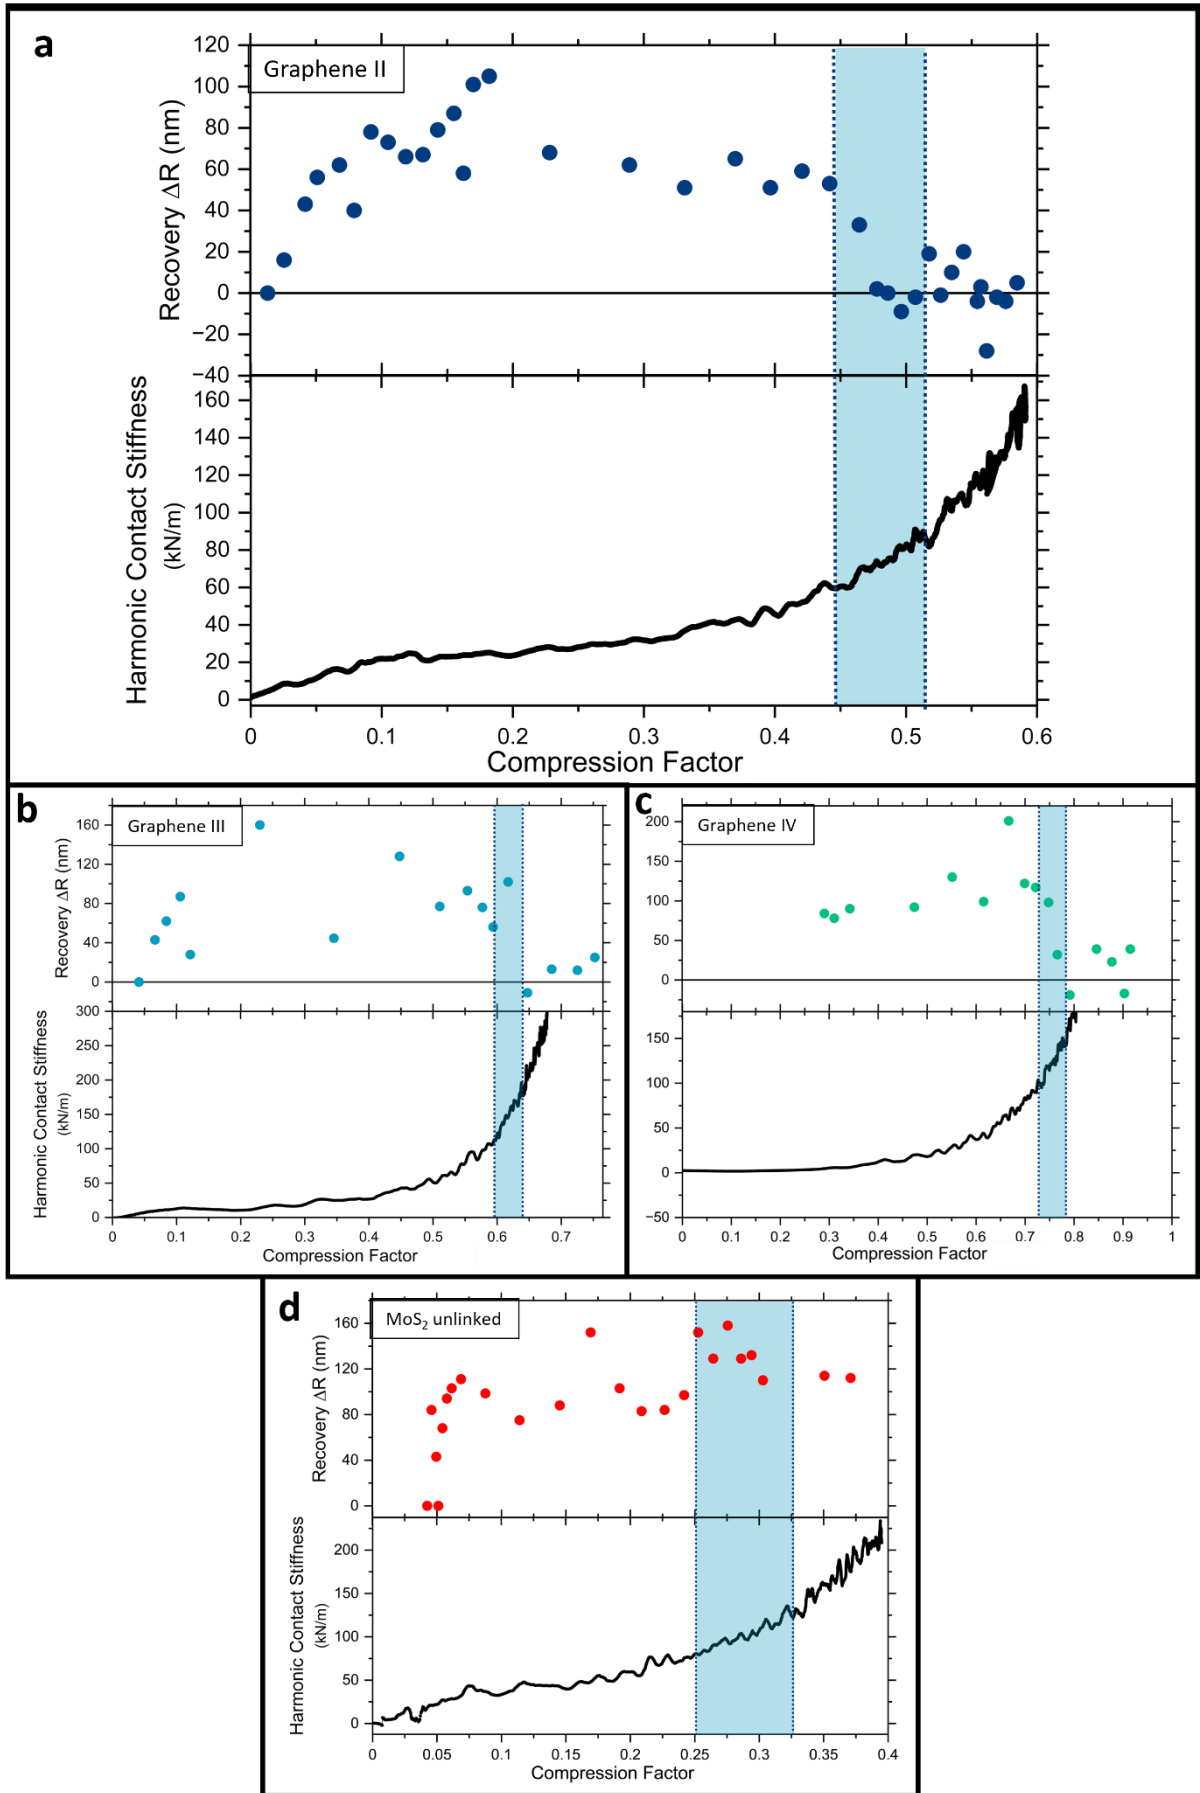 a
Graphene II
Recovery ΔR (nm)
120
100
80
60
40
20
0
−20
−40
Harmonic Contact Stiffness
(kN/m)
160
140
120
100
80
60
40
20
0
0 0.1 0.2 0.3 0.4 0.5 0.6
Compression Factor
b
Graphene III
Recovery ΔR (nm)
160
120
80
40
0
Harmonic Contact Stiffness
(kN/m)
300
250
200
150
100
50
0
0 0.1 0.2 0.3 0.4 0.5 0.6 0.7
Compression Factor
c
Graphene IV
200
150
100
50
0
150
100
50
0
−50
0 0.1 0.2 0.3 0.4 0.5 0.6 0.7 0.8 0.9 1
Compression Factor
d
MoS₂ unlinked
Recovery ΔR (nm)
160
120
80
40
0
Harmonic Contact Stiffness
(kN/m)
200
150
100
50
0
0 0.05 0.1 0.15 0.2 0.25 0.3 0.35 0.4
Compression Factor